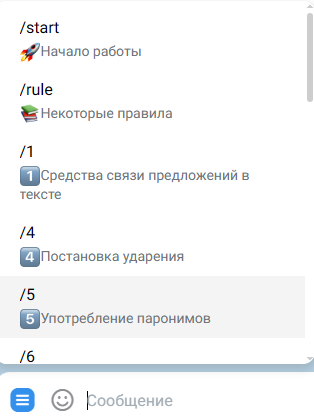 /start
🚀Начало работы
/rule
📚Некоторые правила
/1
1️⃣Средства связи предложений в
тексте
/4
4️⃣Постановка ударения
/5
5️⃣Употребление паронимов
/6
Сообщение